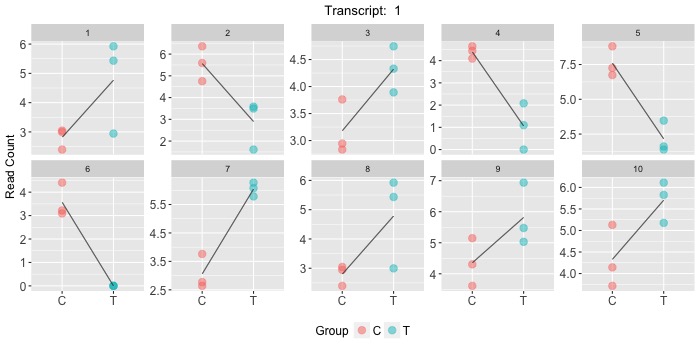 Transcript: 1
1 2 3 4 5
6 5 4 3
6 5 4 3 2
4.5 4.0 3.5 3.0
4 3 2 1 0
7.5 5.0 2.5
Read Count
6 7 8 9 10
4 3 2 1 0
5.5 4.5 3.5 2.5
6 5 4 3
7 6 5 4
6.0 5.5 5.0 4.5 4.0
C T C T C T C T C T
Group C T